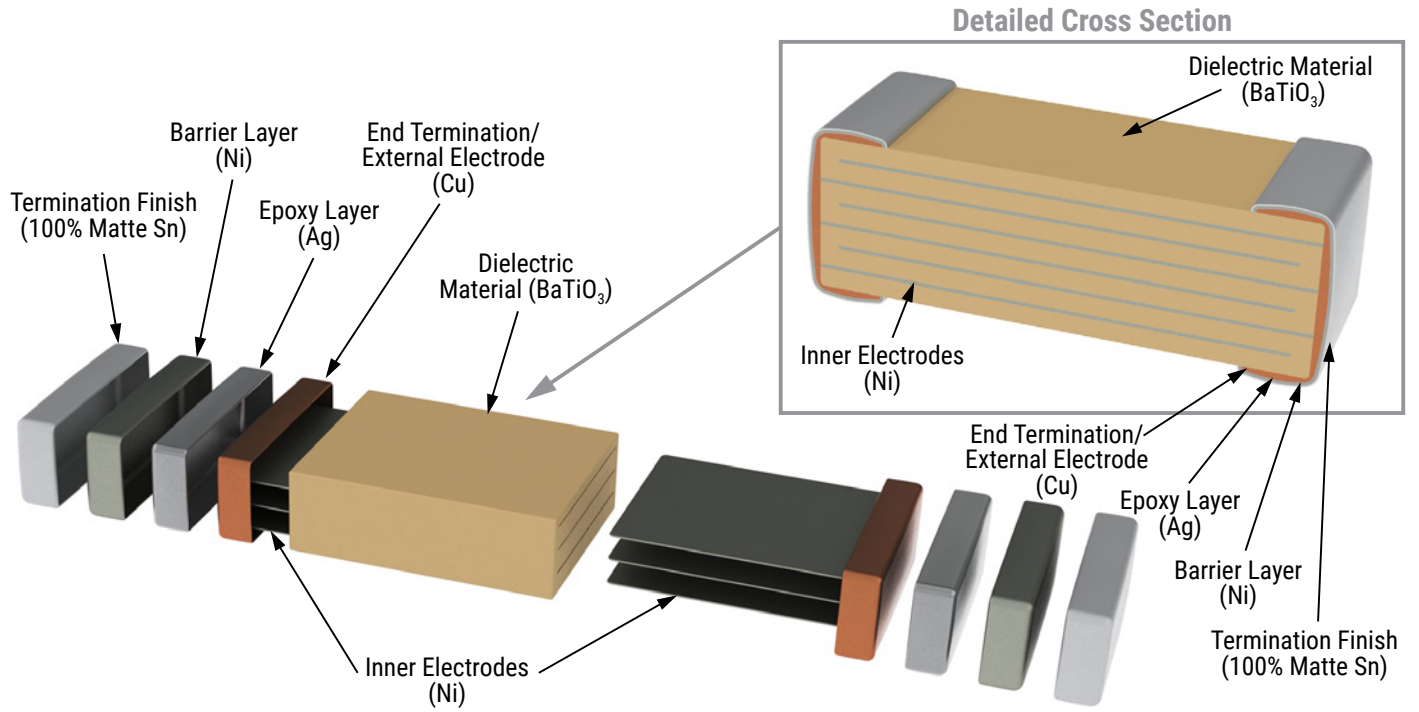 Detailed Cross Section
Dielectric Material
(BaTiO₃)
Inner Electrodes
(Ni)
End Termination/
External Electrode
(Cu)
Epoxy Layer
(Ag)
Barrier Layer
(Ni)
Termination Finish
(100% Matte Sn)
Termination Finish
(100% Matte Sn)
Barrier Layer
(Ni)
Epoxy Layer
(Ag)
End Termination/
External Electrode
(Cu)
Dielectric
Material (BaTiO₃)
Inner Electrodes
(Ni)